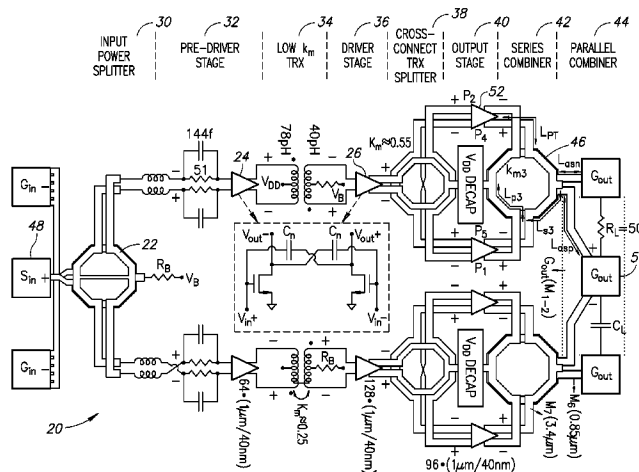 30 32 34 36 38 40 42 44
INPUT POWER SPLITTER
PRE-DRIVER STAGE
LOW km TRX
DRIVER STAGE
CROSS-CONNECT TRX SPLITTER
OUTPUT STAGE
SERIES COMBINER
PARALLEL COMBINER
144f
51
24
78pH
40pH
VDD
VB
26
Km≈0.55
P2
52
P4
LPT
46
km3
Lp3
Ls3
VDD DECAP
P5
P1
Lasn
Lasp
Gout
RL=50
Gout
Gout(M1-2)
CL
Gout
Gin
48
Sin
Gin
22
RB
VB
Vout-
Cn
Cn
Vout+
Vin+
Vin-
20
64•(1µm/40nm)
RB
Km≈0.25
128•(1µm/40nm)
VDD DECAP
96•(1µm/40nm)
M7(3.4µm)
M6(0.85µm)